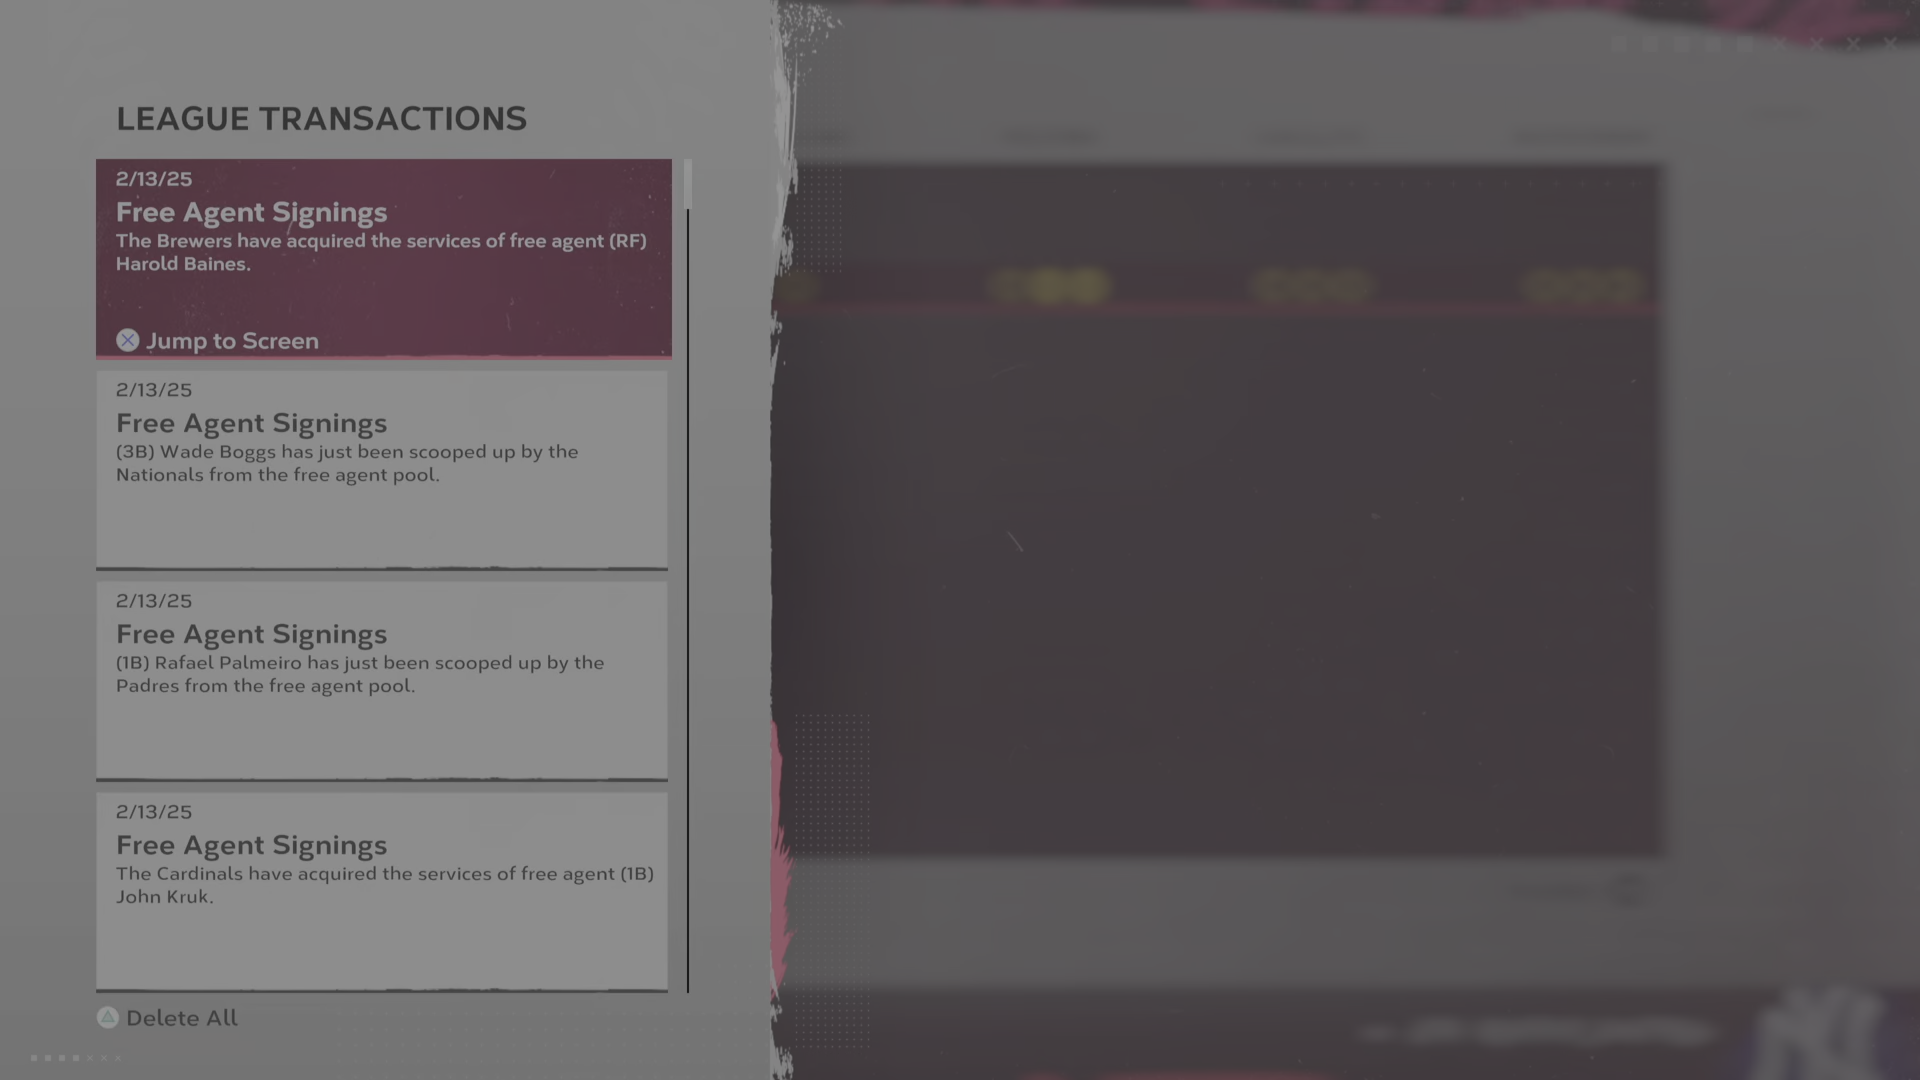 LEAGUE TRANSACTIONS
2/13/25
Free Agent Signings
The Brewers have acquired the services of free agent (RF)
Harold Baines.
Jump to Screen
2/13/25
Free Agent Signings
(3B) Wade Boggs has just been scooped up by the
Nationals from the free agent pool.
2/13/25
Free Agent Signings
(1B) Rafael Palmeiro has just been scooped up by the
Padres from the free agent pool.
2/13/25
Free Agent Signings
The Cardinals have acquired the services of free agent (1B)
John Kruk.
Delete All